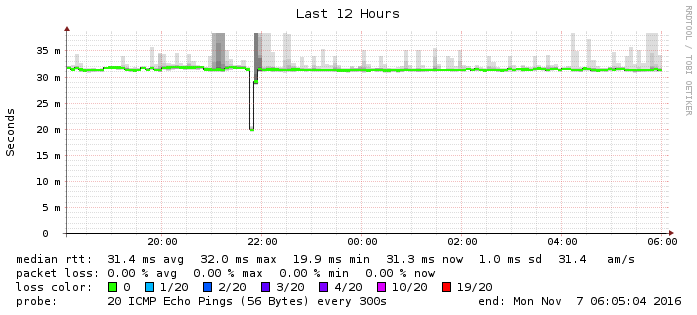 Last 12 Hours
RRDTOOL / TOBI OETIKER
Seconds
35 m
30 m
25 m
20 m
15 m
10 m
5 m
0
20:00 22:00 00:00 02:00 04:00 06:00
median rtt: 31.4 ms avg 32.0 ms max 19.9 ms min 31.3 ms now 1.0 ms sd 31.4 am/s
packet loss: 0.00 % avg 0.00 % max 0.00 % min 0.00 % now
loss color: 0 1/20 2/20 3/20 4/20 10/20 19/20
probe: 20 ICMP Echo Pings (56 Bytes) every 300s end: Mon Nov 7 06:05:04 2016